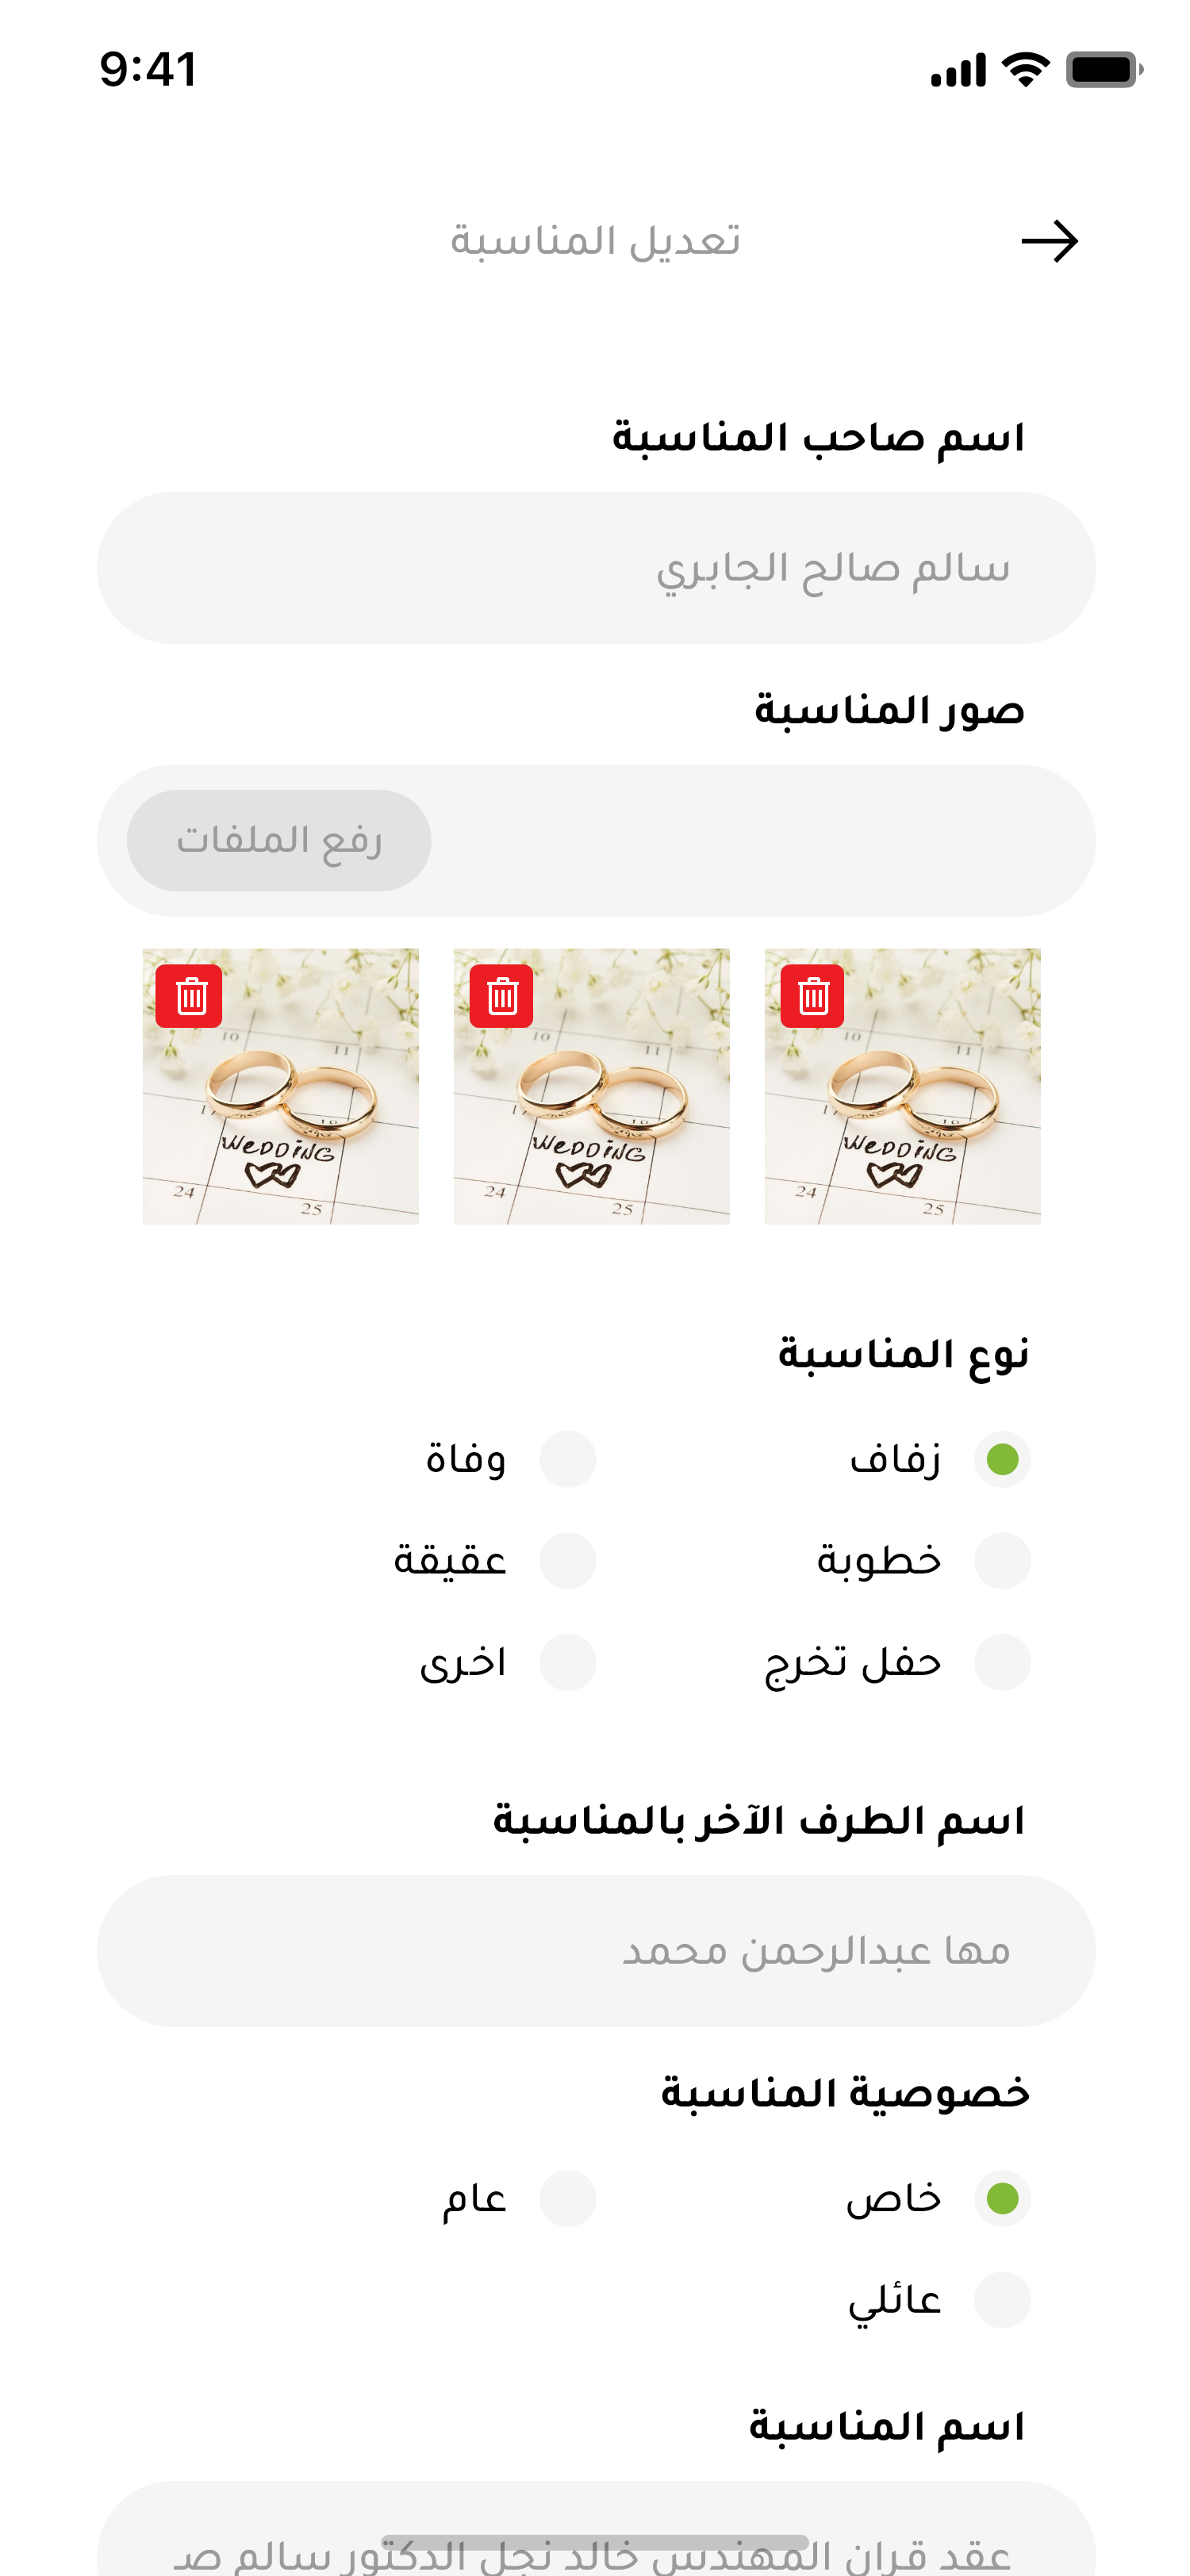 9:41
تعديل المناسبة
اسم صاحب المناسبة
سالم صالح الجابري
صور المناسبة
رفع الملفات
10 11 10 11 10 11
WEDDING WEDDING WEDDING
24 25 24 25 24 25
نوع المناسبة
زفاف وفاة
خطوبة عقيقة
حفل تخرج اخرى
اسم الطرف الآخر بالمناسبة
مها عبدالرحمن محمد
خصوصية المناسبة
خاص عام
عائلي
اسم المناسبة
عقد قران المهندس خالد نجل الدكتور سالم صـ